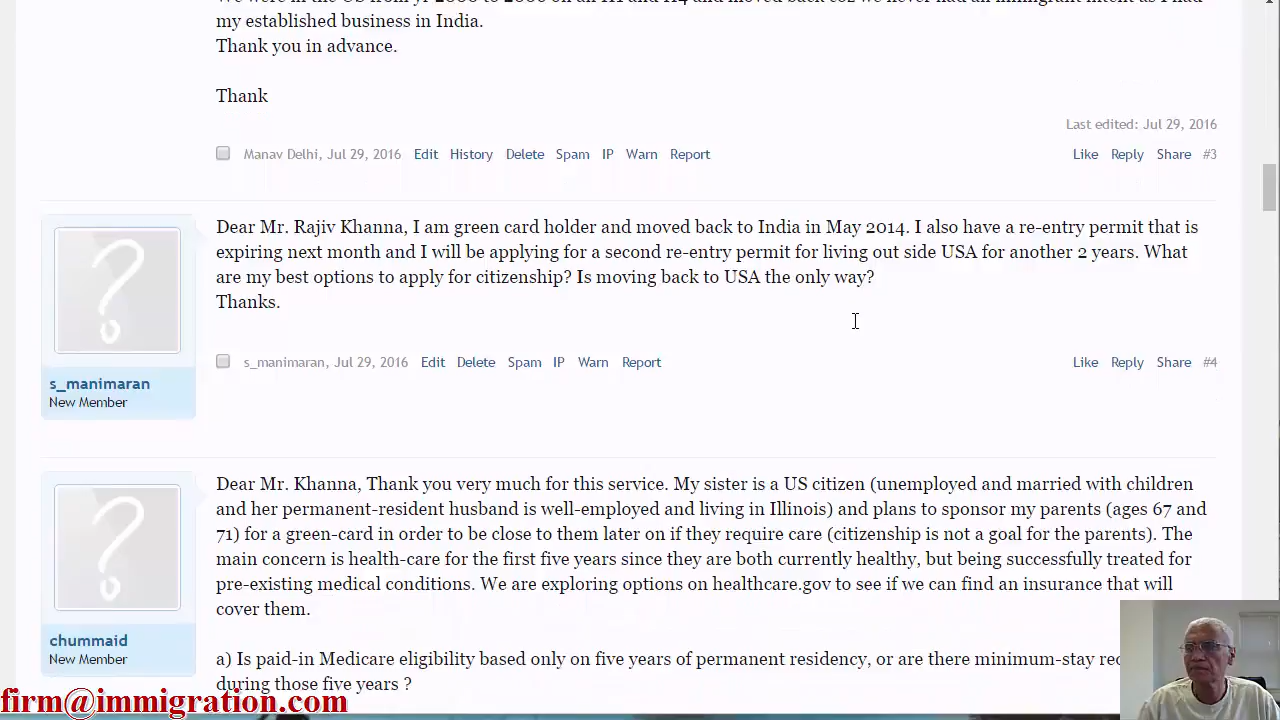 my established business in India.
Thank you in advance.
Thank
Last edited: Jul 29, 2016
Manav Delhi, Jul 29, 2016 Edit History Delete Spam IP Warn Report Like Reply Share #3
Dear Mr. Rajiv Khanna, I am green card holder and moved back to India in May 2014. I also have a re-entry permit that is
expiring next month and I will be applying for a second re-entry permit for living out side USA for another 2 years. What
are my best options to apply for citizenship? Is moving back to USA the only way?
Thanks.
s_manimaran, Jul 29, 2016 Edit Delete Spam IP Warn Report Like Reply Share #4
s_manimaran
New Member
Dear Mr. Khanna, Thank you very much for this service. My sister is a US citizen (unemployed and married with children
and her permanent-resident husband is well-employed and living in Illinois) and plans to sponsor my parents (ages 67 and
71) for a green-card in order to be close to them later on if they require care (citizenship is not a goal for the parents). The
main concern is health-care for the first five years since they are both currently healthy, but being successfully treated for
pre-existing medical conditions. We are exploring options on healthcare.gov to see if we can find an insurance that will
cover them.
chummaid
New Member
a) Is paid-in Medicare eligibility based only on five years of permanent residency, or are there minimum-stay
during those five years ?
firm@immigration.com